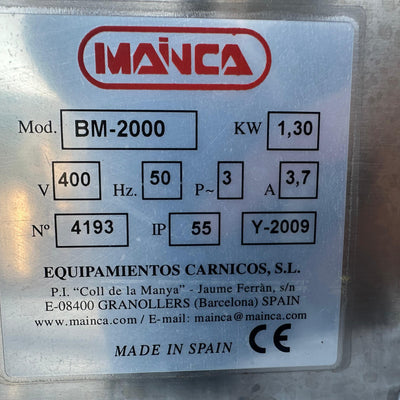 MAINCA
Mod. BM-2000 KW 1,30
V 400 Hz. 50 P~ 3 A 3,7
Nº 4193 IP 55 Y-2009
EQUIPAMIENTOS CARNICOS, S.L.
P.I. “Coll de la Manya” - Jaume Ferràn, s/n
E-08400 GRANOLLERS (Barcelona) SPAIN
www.mainca.com / E-mail: mainca@mainca.com
MADE IN SPAIN CE